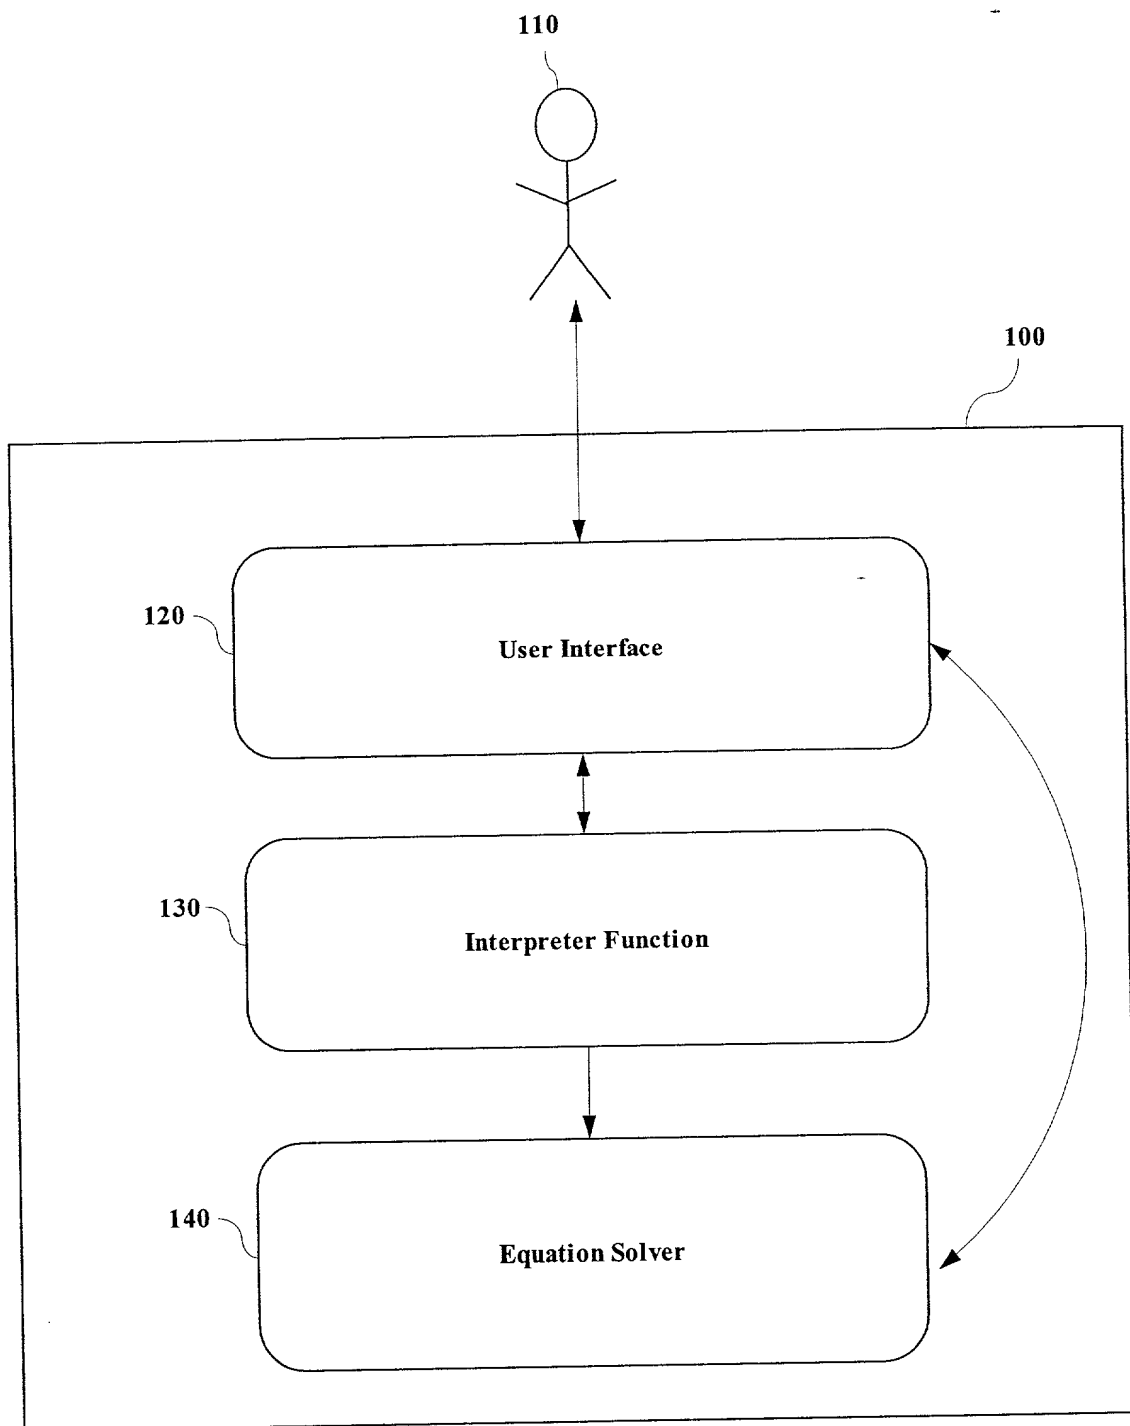 110
100
120
User Interface
130
Interpreter Function
140
Equation Solver